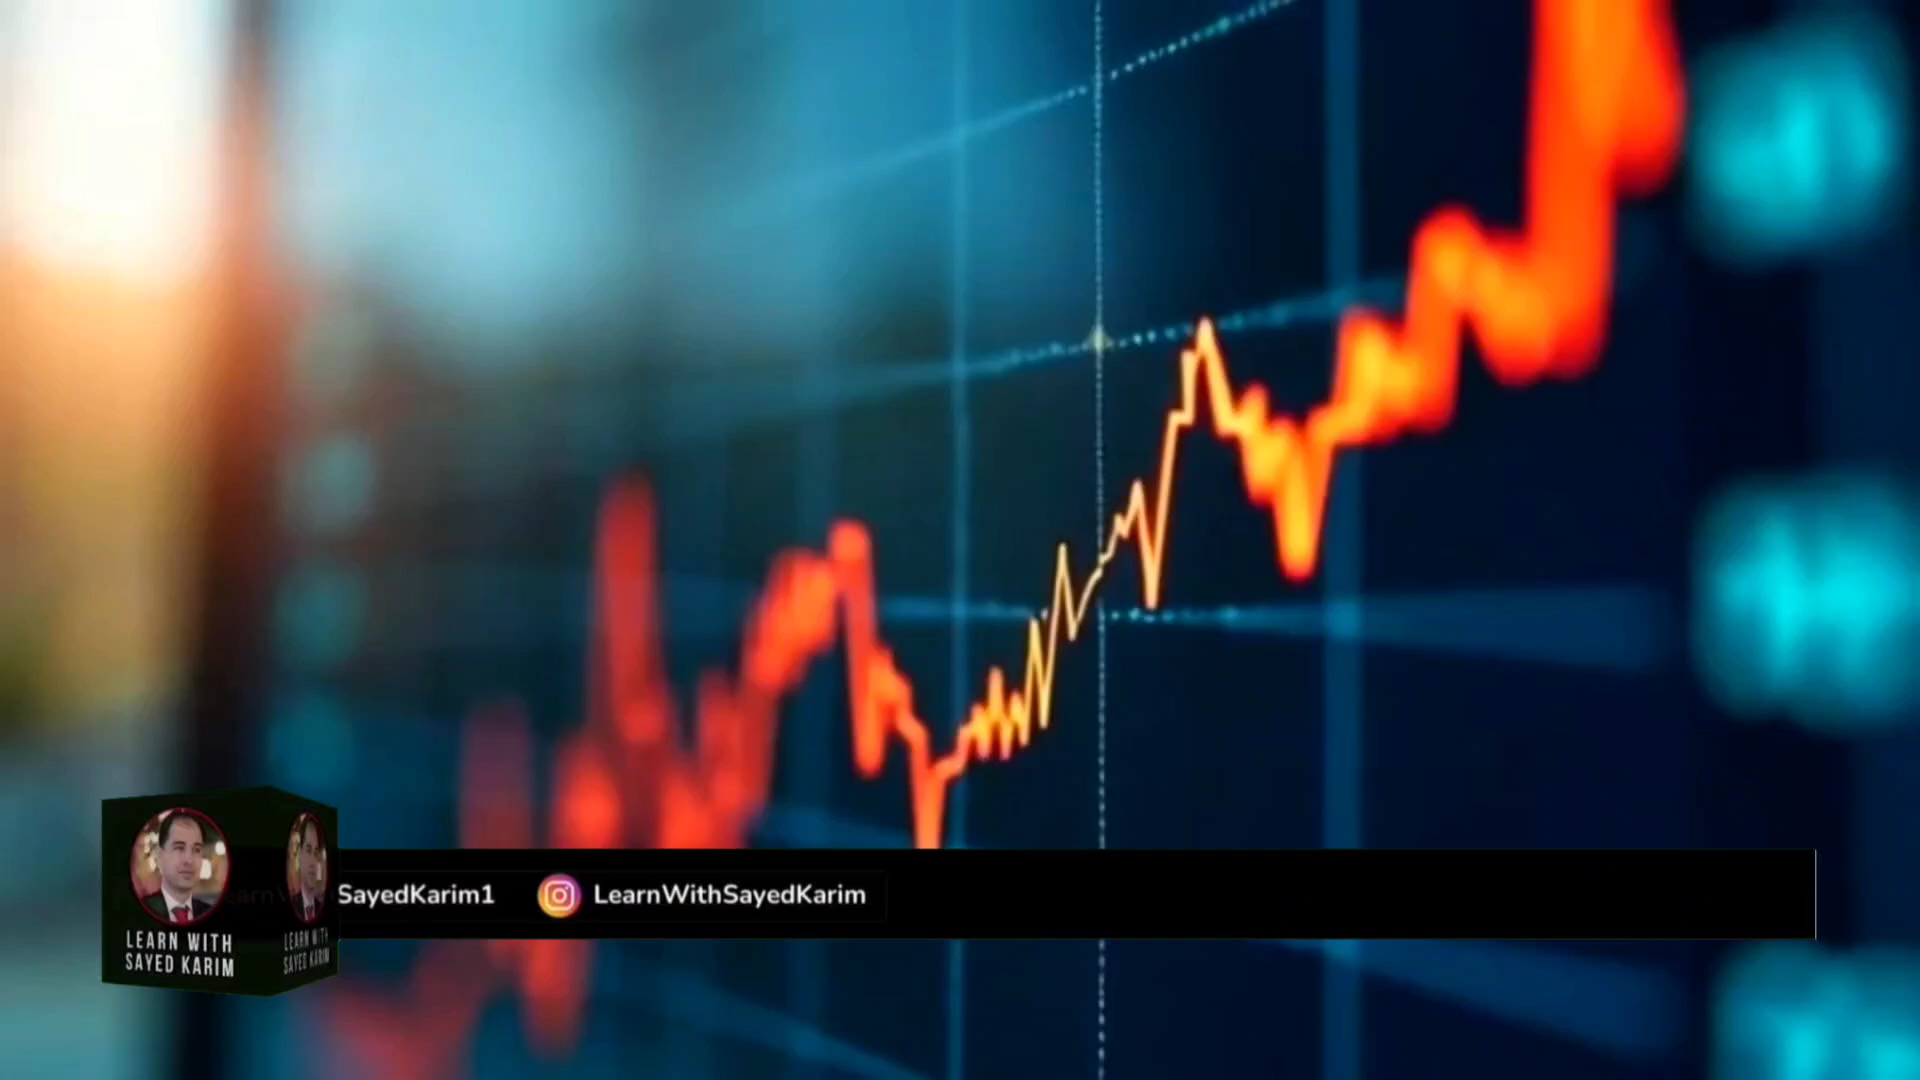 LEARN WITH
SAYED KARIM
LEARN WITH
SAYED KARIM
SayedKarim1
LearnWithSayedKarim